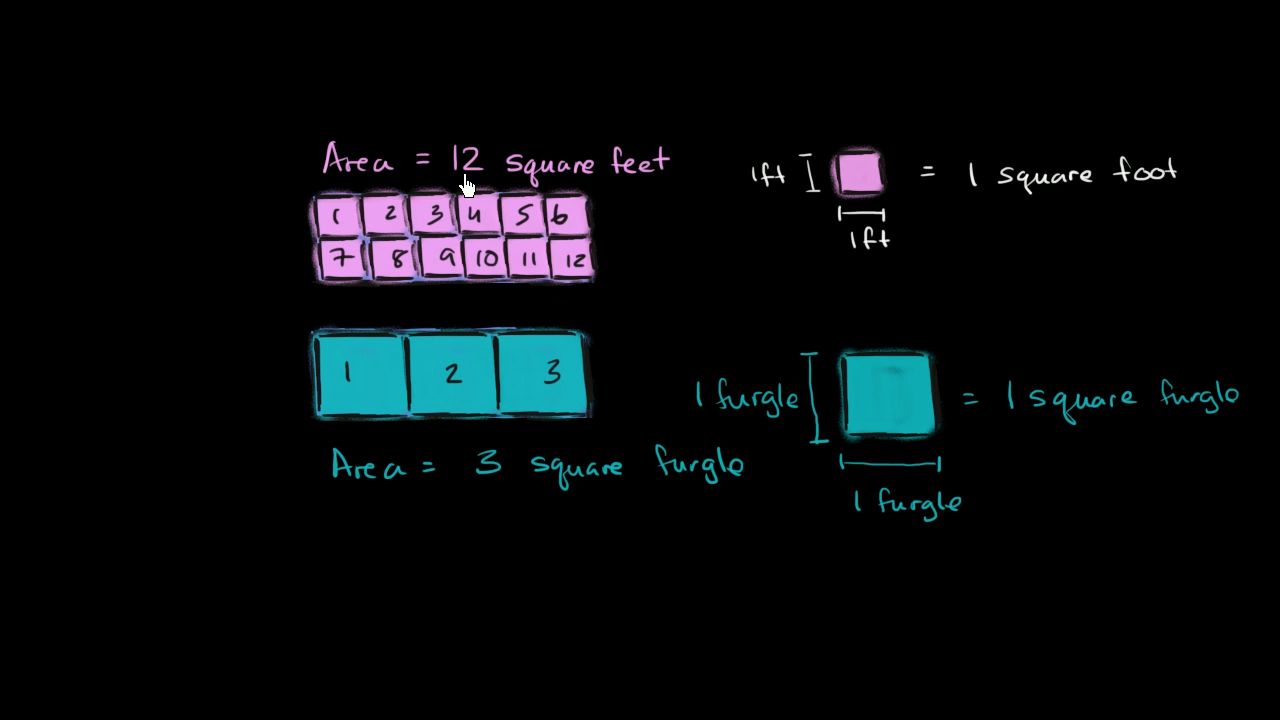 Area = 12 square feet
1 2 3 4 5 6
7 8 9 10 11 12
1ft = 1 square foot
1ft
1 2 3
Area = 3 square furgle
1 furgle = 1 square furgle
1 furgle